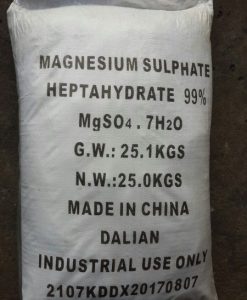 MAGNESIUM SULPHATE
HEPTAHYDRATE 99%
MgSO4 . 7H2O
G.W.: 25.1KGS
N.W.:25.0KGS
MADE IN CHINA
DALIAN
INDUSTRIAL USE ONLY
2107KDDX20170807